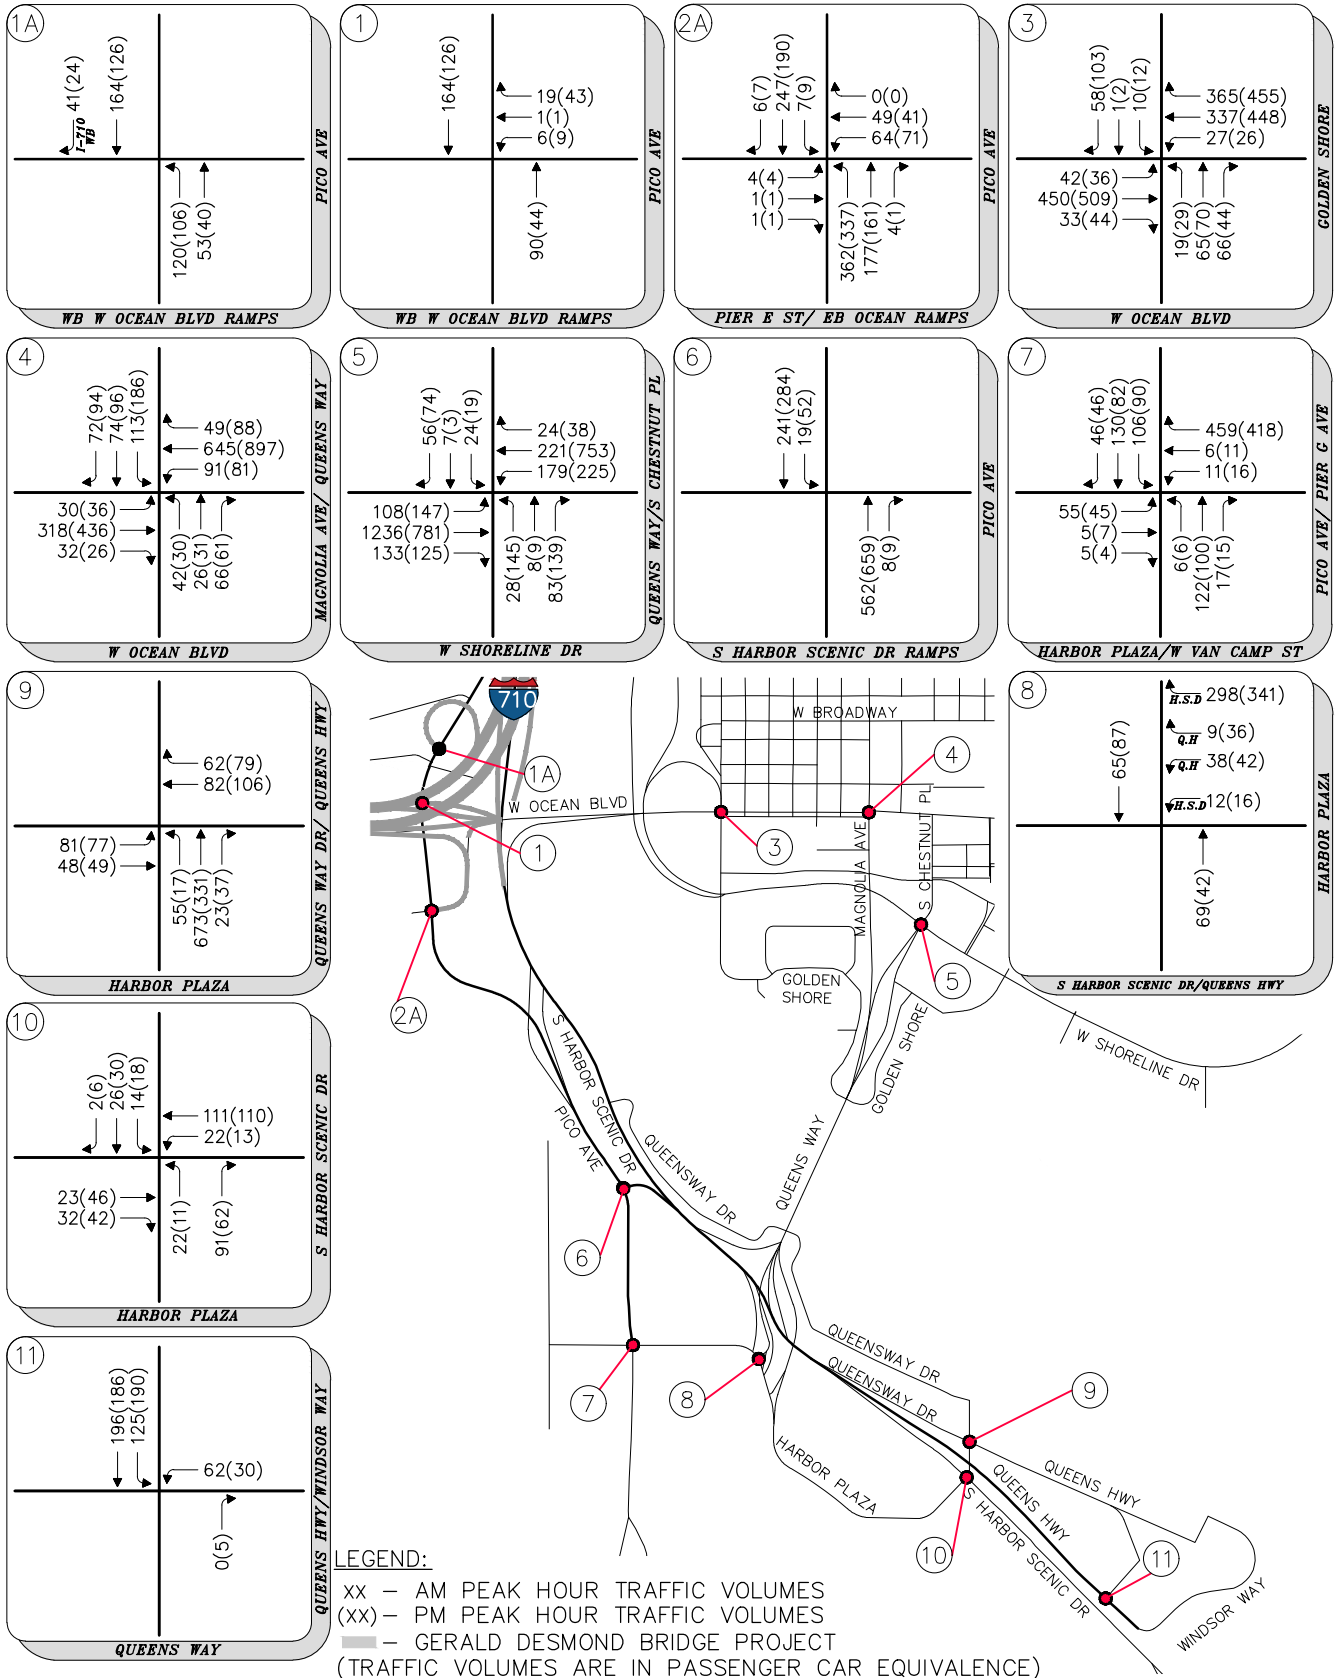 1A
41(24)
I-710 WB
164(126)
120(106)
53(40)
PICO AVE
WB W OCEAN BLVD RAMPS
1
164(126)
19(43)
1(1)
6(9)
90(44)
PICO AVE
WB W OCEAN BLVD RAMPS
2A
6(7)
247(190)
7(9)
0(0)
49(41)
64(71)
4(4)
1(1)
1(1)
362(337)
177(161)
4(1)
PICO AVE
PIER E ST/ EB OCEAN RAMPS
3
58(103)
1(2)
10(12)
365(455)
337(448)
27(26)
42(36)
450(509)
33(44)
19(29)
65(70)
66(44)
GOLDEN SHORE
W OCEAN BLVD
4
72(94)
74(96)
113(186)
49(88)
645(897)
91(81)
30(36)
318(436)
32(26)
42(30)
26(31)
66(61)
MAGNOLIA AVE/ QUEENS WAY
W OCEAN BLVD
5
56(74)
7(3)
24(19)
24(38)
221(753)
179(225)
108(147)
1236(781)
133(125)
28(145)
8(9)
83(139)
QUEENS WAY/S CHESTNUT PL
W SHORELINE DR
6
241(284)
19(52)
562(659)
8(9)
PICO AVE
S HARBOR SCENIC DR RAMPS
7
46(46)
130(82)
106(90)
459(418)
6(11)
11(16)
55(45)
5(7)
5(4)
6(6)
122(100)
17(15)
PICO AVE/ PIER G AVE
HARBOR PLAZA/W VAN CAMP ST
9
62(79)
82(106)
81(77)
48(49)
55(17)
673(331)
23(37)
QUEENS WAY DR/ QUEENS HWY
HARBOR PLAZA
8
65(87)
H.S.D 298(341)
Q.H 9(36)
Q.H 38(42)
H.S.D 12(16)
69(42)
HARBOR PLAZA
S HARBOR SCENIC DR/QUEENS HWY
10
2(6)
26(30)
14(18)
111(110)
22(13)
23(46)
32(42)
22(11)
91(62)
S HARBOR SCENIC DR
HARBOR PLAZA
11
196(186)
125(190)
62(30)
0(5)
QUEENS HWY/WINDSOR WAY
QUEENS WAY
710
W BROADWAY
1A
4
W OCEAN BLVD
1
3
MAGNOLIA AVE
S CHESTNUT PL
2A
GOLDEN
SHORE
5
S HARBOR SCENIC DR
GOLDEN SHORE
W SHORELINE DR
PICO AVE
QUEENSWAY DR
QUEENS WAY
6
7
8
QUEENSWAY DR
QUEENSWAY DR
9
HARBOR PLAZA
QUEENS HWY
QUEENS HWY
S HARBOR SCENIC DR
10
11
WINDSOR WAY
LEGEND:
xx – AM PEAK HOUR TRAFFIC VOLUMES
(xx) – PM PEAK HOUR TRAFFIC VOLUMES
– GERALD DESMOND BRIDGE PROJECT
(TRAFFIC VOLUMES ARE IN PASSENGER CAR EQUIVALENCE)